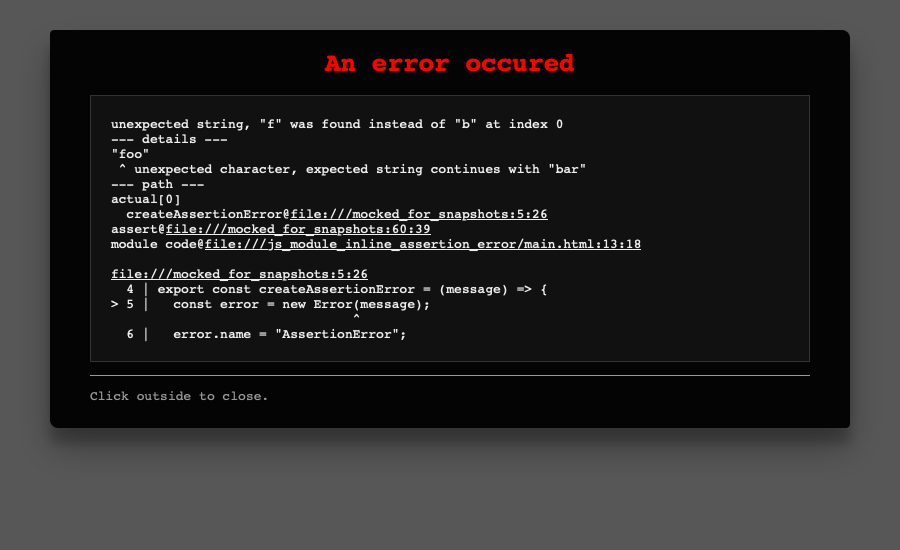 An error occured
unexpected string, "f" was found instead of "b" at index 0
--- details ---
"foo"
 ^ unexpected character, expected string continues with "bar"
--- path ---
actual[0]
  createAssertionError@file:///mocked_for_snapshots:5:26
assert@file:///mocked_for_snapshots:60:39
module code@file:///js_module_inline_assertion_error/main.html:13:18
file:///mocked_for_snapshots:5:26
  4 | export const createAssertionError = (message) => {
> 5 |   const error = new Error(message);
                               ^
  6 |   error.name = "AssertionError";
Click outside to close.